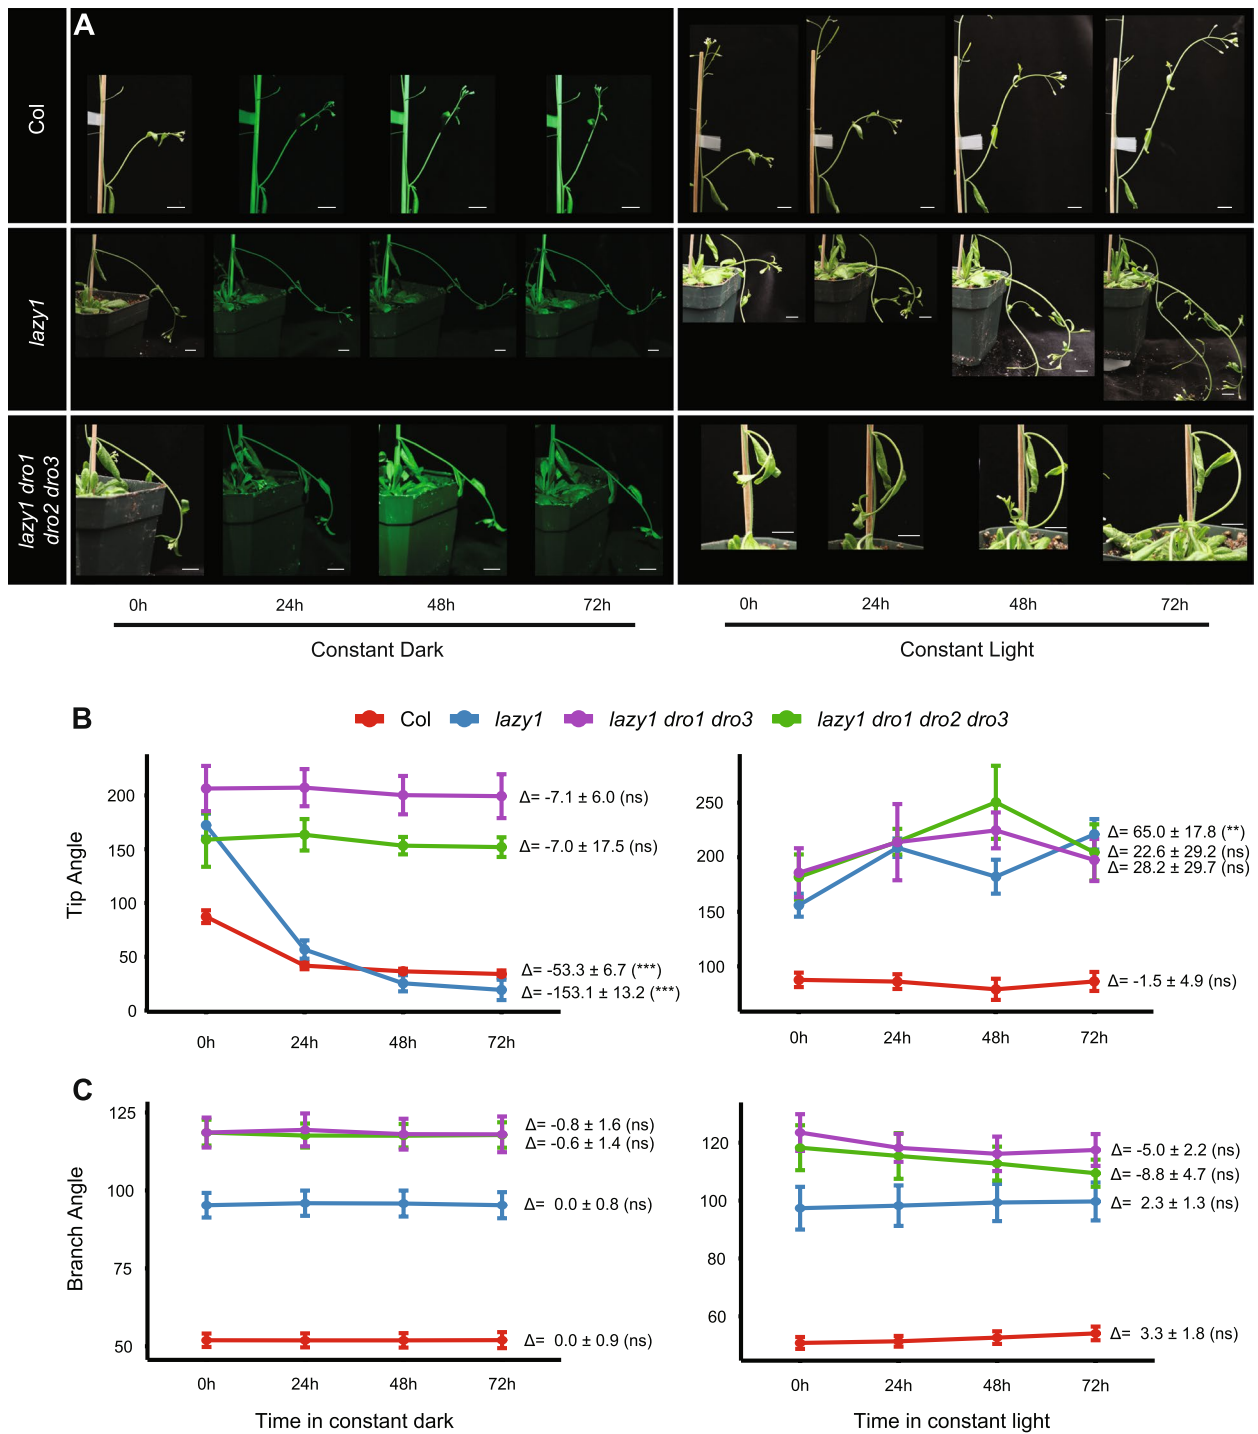 A
Col
lazy1
lazy1 dro1
dro2 dro3
0h 24h 48h 72h
0h 24h 48h 72h
Constant Dark
Constant Light
B
Col lazy1 lazy1 dro1 dro3 lazy1 dro1 dro2 dro3
Tip Angle
200
150
100
50
0
Δ= -7.1 ± 6.0 (ns)
Δ= -7.0 ± 17.5 (ns)
Δ= -53.3 ± 6.7 (***)
Δ= -153.1 ± 13.2 (***)
0h 24h 48h 72h
250
200
150
100
Δ= 65.0 ± 17.8 (**)
Δ= 22.6 ± 29.2 (ns)
Δ= 28.2 ± 29.7 (ns)
Δ= -1.5 ± 4.9 (ns)
0h 24h 48h 72h
C
Branch Angle
125
100
75
50
Δ= -0.8 ± 1.6 (ns)
Δ= -0.6 ± 1.4 (ns)
Δ= 0.0 ± 0.8 (ns)
Δ= 0.0 ± 0.9 (ns)
0h 24h 48h 72h
Time in constant dark
120
100
80
60
Δ= -5.0 ± 2.2 (ns)
Δ= -8.8 ± 4.7 (ns)
Δ= 2.3 ± 1.3 (ns)
Δ= 3.3 ± 1.8 (ns)
0h 24h 48h 72h
Time in constant light